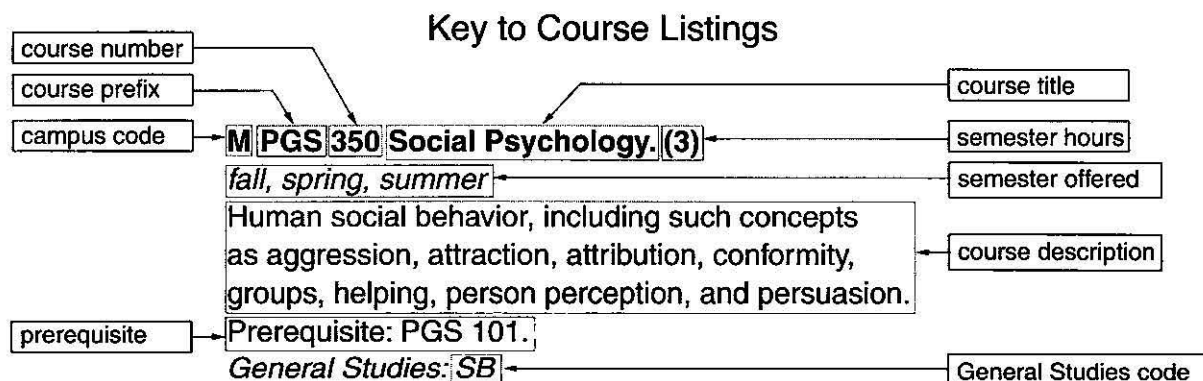 Key to Course Listings
course number
course prefix
course title
campus code
M PGS 350 Social Psychology. (3)
semester hours
fall, spring, summer
semester offered
Human social behavior, including such concepts
as aggression, attraction, attribution, conformity,
course description
groups, helping, person perception, and persuasion.
prerequisite
Prerequisite: PGS 101.
General Studies: SB
General Studies code